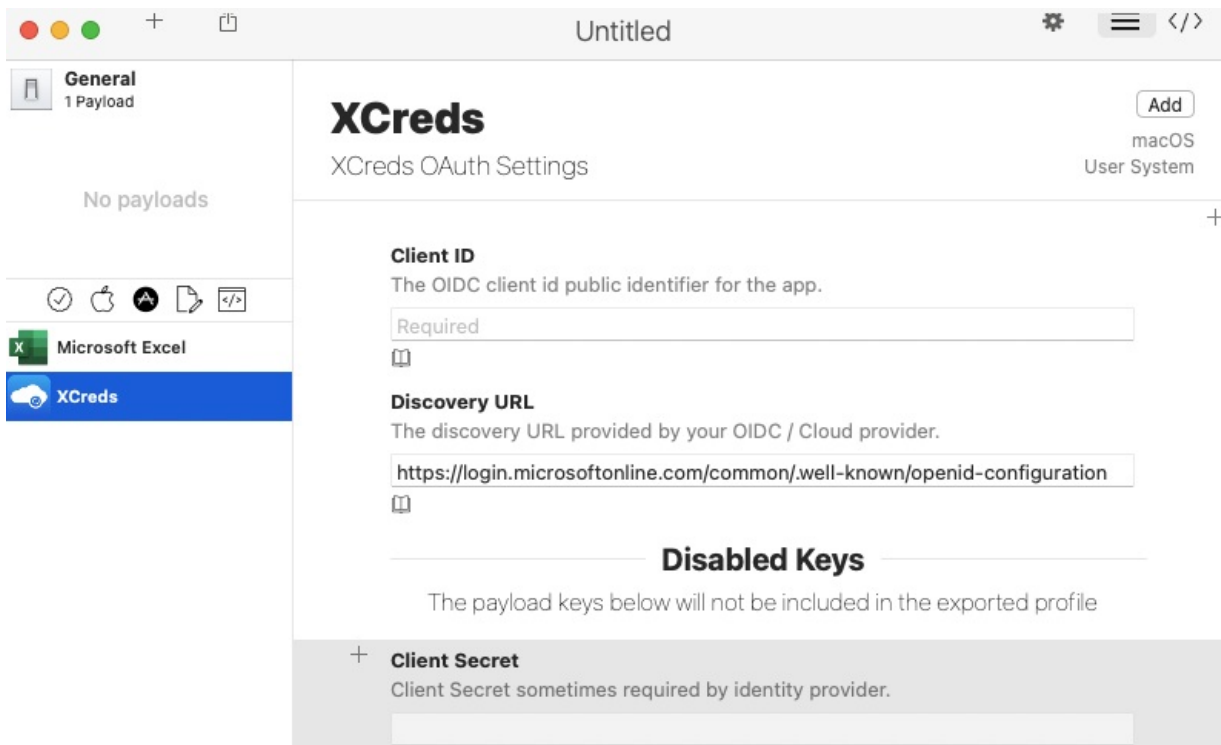 Untitled
General
1 Payload
No payloads
Microsoft Excel
XCreds
XCreds
XCreds OAuth Settings
Add
macOS
User System
Client ID
The OIDC client id public identifier for the app.
Required
Discovery URL
The discovery URL provided by your OIDC / Cloud provider.
https://login.microsoftonline.com/common/.well-known/openid-configuration
Disabled Keys
The payload keys below will not be included in the exported profile
Client Secret
Client Secret sometimes required by identity provider.